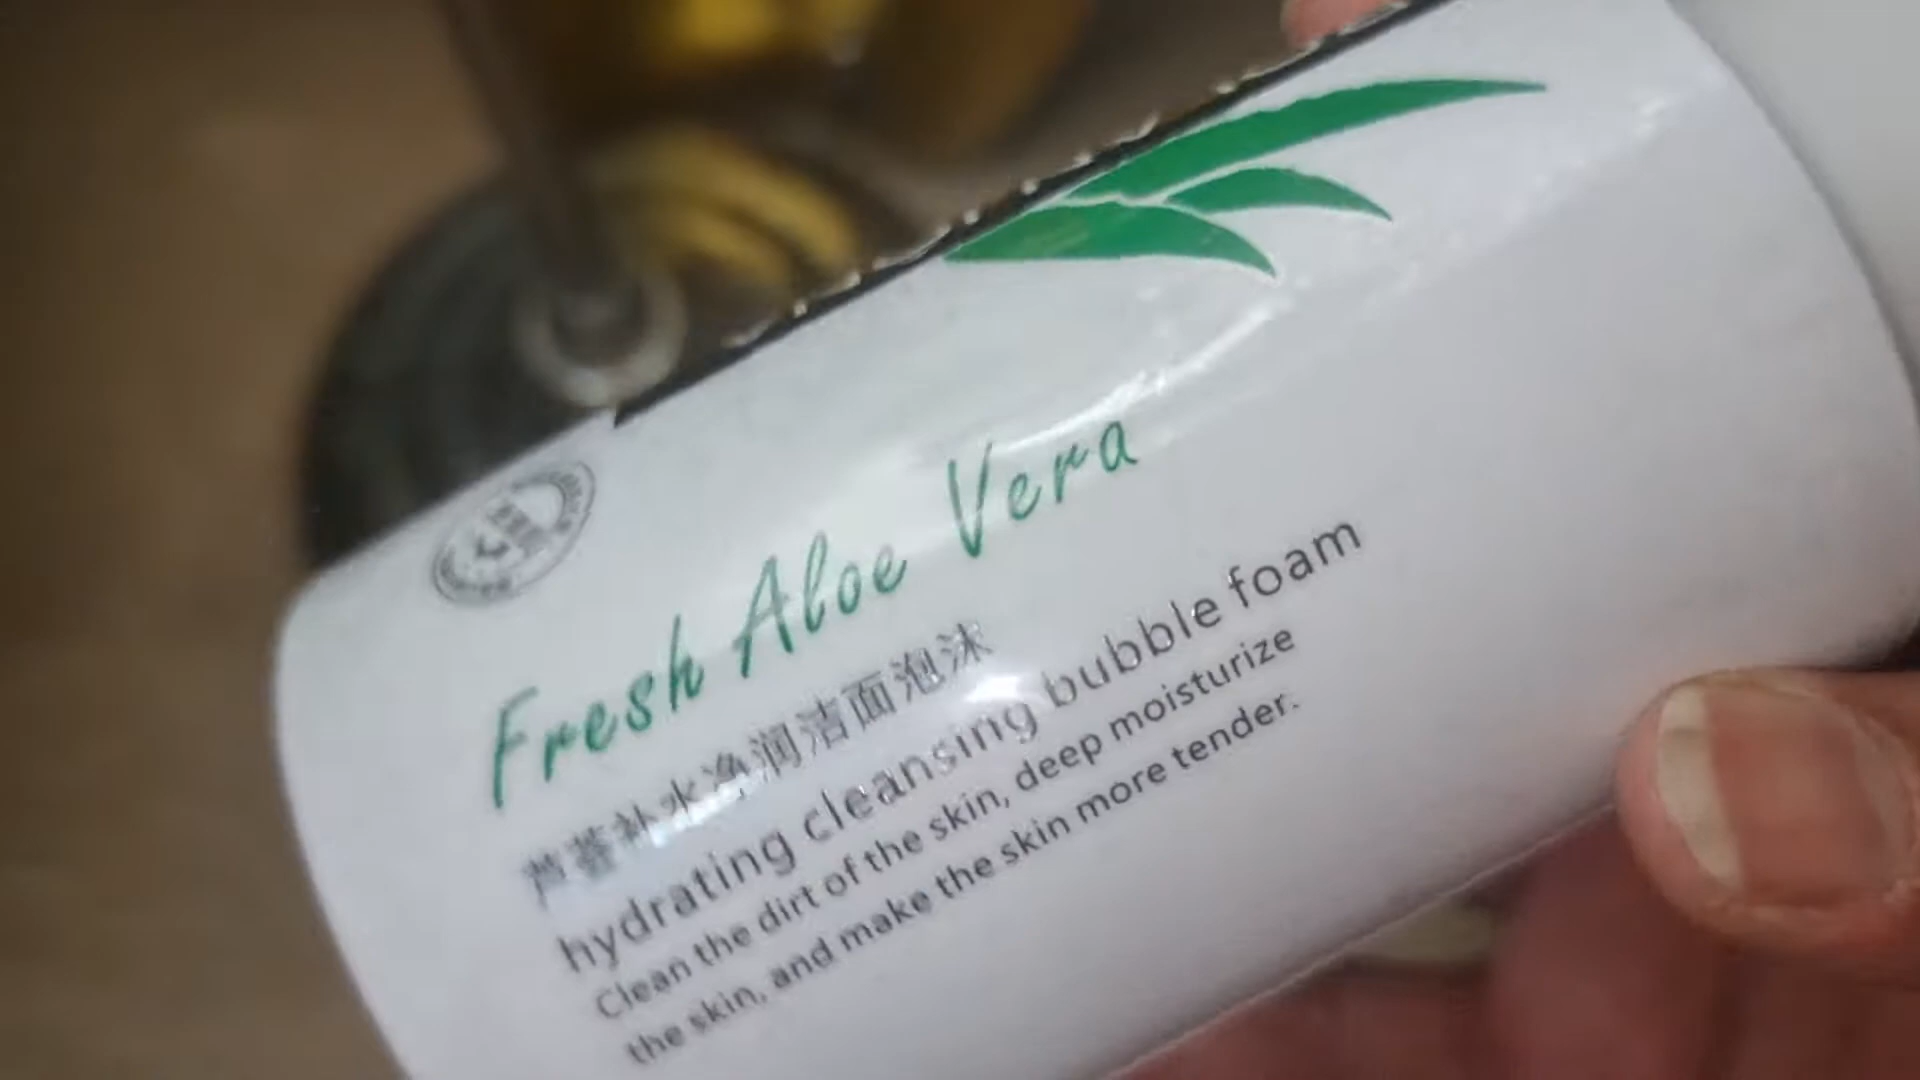 Fresh Aloe Vera
芦荟补水净润洁面泡沫
hydrating cleansing bubble foam
Clean the dirt of the skin, deep moisturize
the skin, and make the skin more tender.